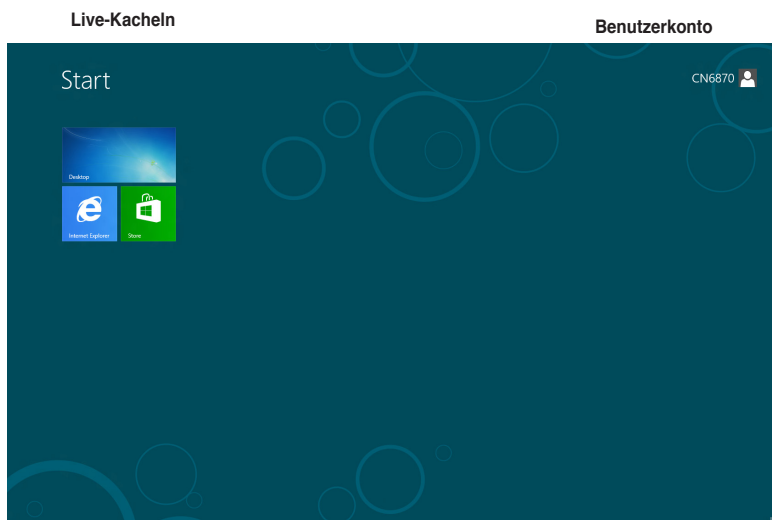 Live-Kacheln
Benutzerkonto
Start
CN6870
Desktop
Internet Explorer
Store